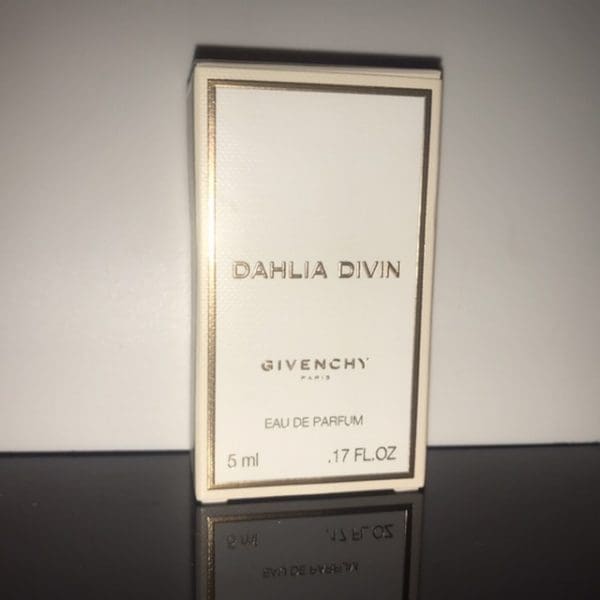 DAHLIA DIVIN
GIVENCHY
PARIS
EAU DE PARFUM
5 ml .17 FL.OZ